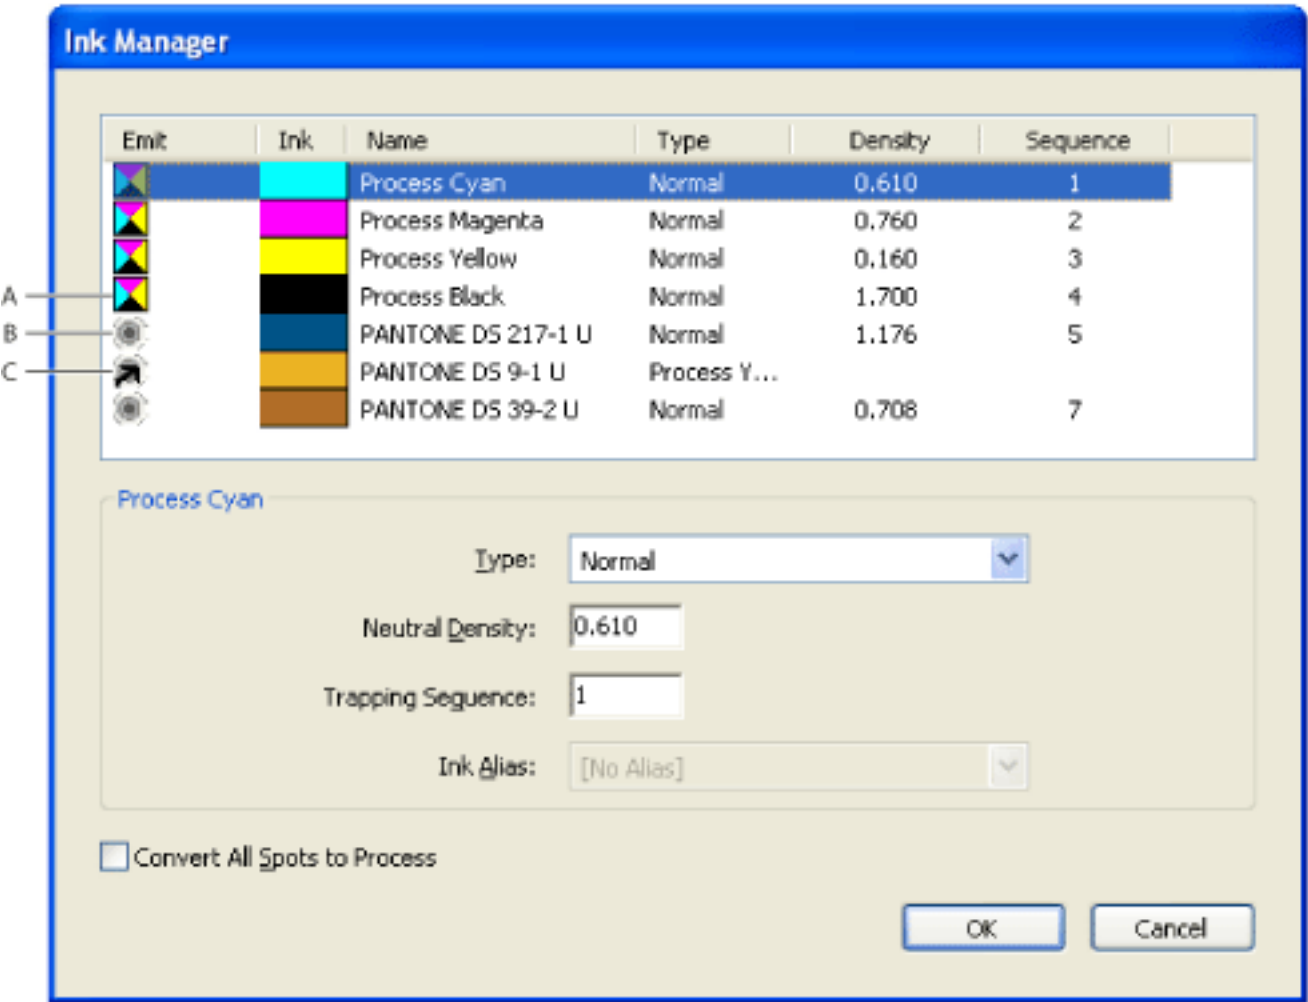 Ink Manager
Emit Ink Name Type Density Sequence
Process Cyan Normal 0.610 1
Process Magenta Normal 0.760 2
Process Yellow Normal 0.160 3
A Process Black Normal 1.700 4
B PANTONE DS 217-1 U Normal 1.176 5
C PANTONE DS 9-1 U Process Y...
PANTONE DS 39-2 U Normal 0.708 7
Process Cyan
Type: Normal
Neutral Density: 0.610
Trapping Sequence: 1
Ink Alias: [No Alias]
Convert All Spots to Process
OK Cancel